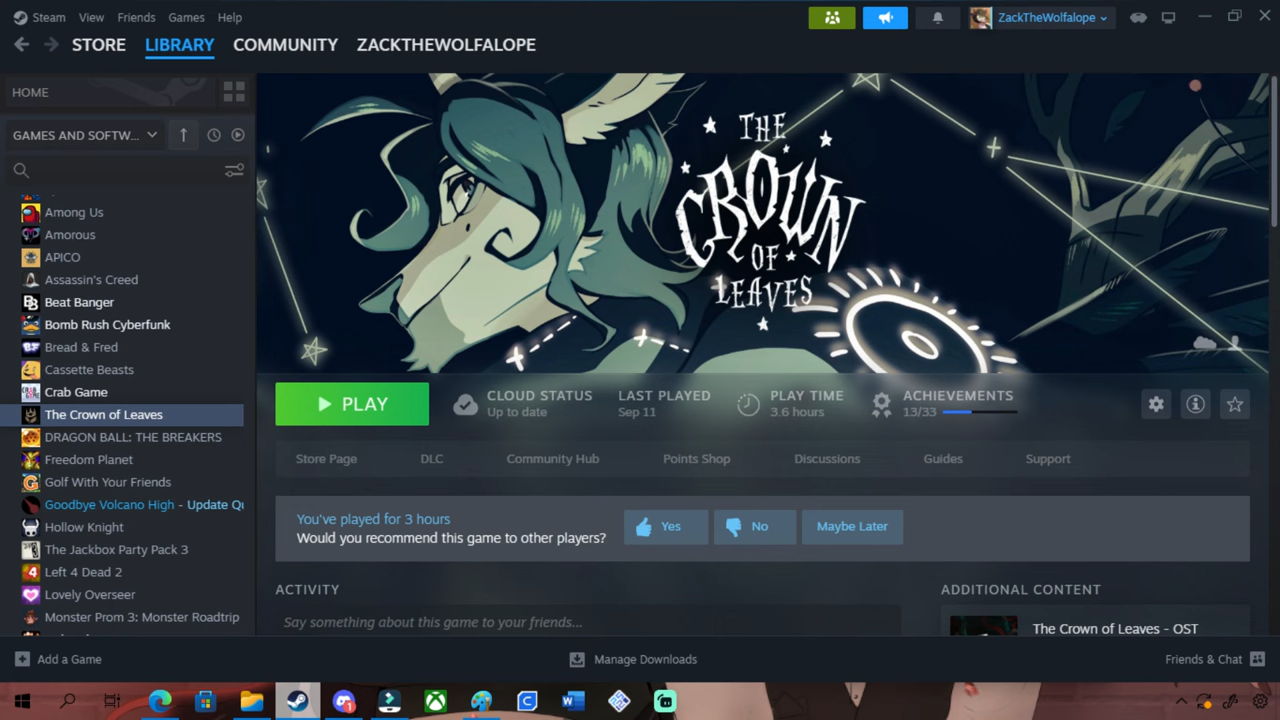 Steam View Friends Games Help
ZackTheWolfalope
STORE LIBRARY COMMUNITY ZACKTHEWOLFALOPE
HOME
GAMES AND SOFTW...
Among Us
Amorous
APICO
Assassin's Creed
Beat Banger
Bomb Rush Cyberfunk
Bread & Fred
Cassette Beasts
Crab Game
The Crown of Leaves
DRAGON BALL: THE BREAKERS
Freedom Planet
Golf With Your Friends
Goodbye Volcano High - Update Qu
Hollow Knight
The Jackbox Party Pack 3
Left 4 Dead 2
Lovely Overseer
Monster Prom 3: Monster Roadtrip
THE
CROWN
OF
LEAVES
PLAY
CLOUD STATUS
Up to date
LAST PLAYED
Sep 11
PLAY TIME
3.6 hours
ACHIEVEMENTS
13/33
Store Page DLC Community Hub Points Shop Discussions Guides Support
You've played for 3 hours
Would you recommend this game to other players?
Yes No Maybe Later
ACTIVITY
Say something about this game to your friends...
ADDITIONAL CONTENT
The Crown of Leaves - OST
Add a Game
Manage Downloads
Friends & Chat